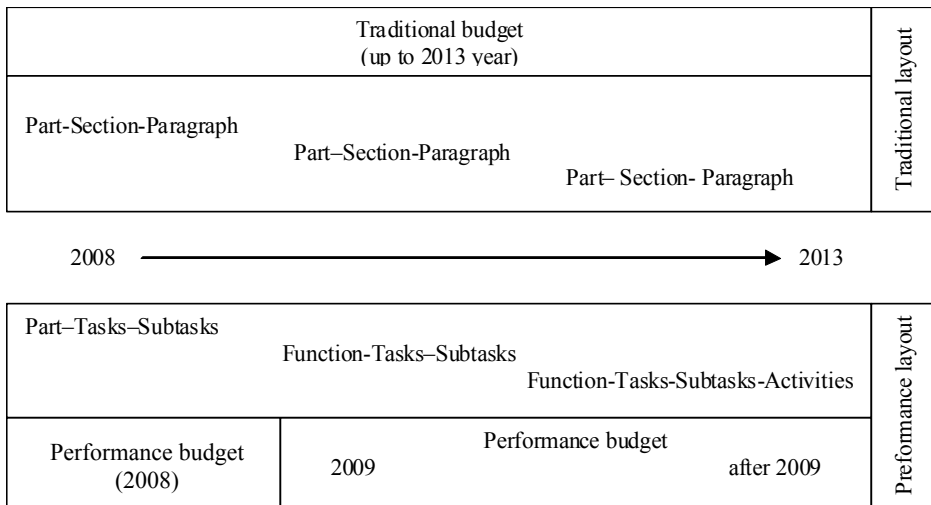 Traditional budget
(up to 2013 year)
Traditional layout
Part-Section-Paragraph
Part–Section-Paragraph
Part– Section- Paragraph
2008
2013
Part–Tasks–Subtasks
Function-Tasks–Subtasks
Function-Tasks-Subtasks-Activities
Preformance layout
Performance budget
(2008)
Performance budget
2009
after 2009